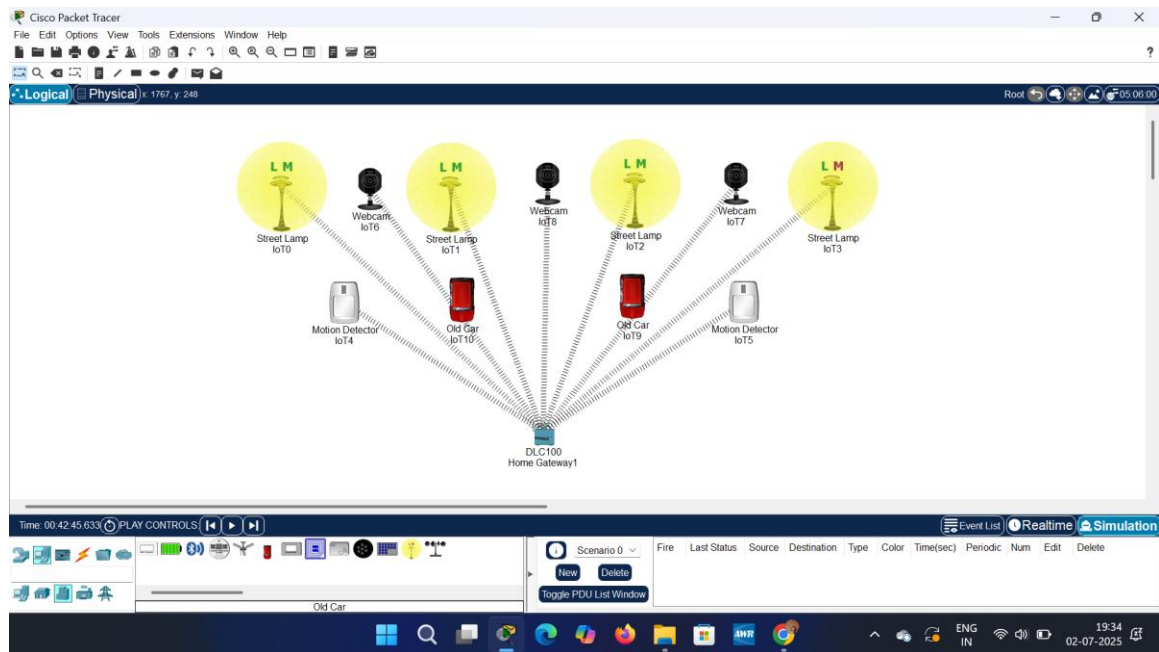 Cisco Packet Tracer
File Edit Options View Tools Extensions Window Help
?
Logical Physical x: 1767, y: 248 Root 05:06:00
L M L M L M L M
Webcam
IoT6
Webcam
IoT8
Webcam
IoT7
Street Lamp
IoT0
Street Lamp
IoT1
Street Lamp
IoT2
Street Lamp
IoT3
Motion Detector
IoT4
Old Car
IoT10
Old Car
IoT9
Motion Detector
IoT5
DLC100
Home Gateway1
Time: 00:42:45.633 PLAY CONTROLS: Event List Realtime Simulation
Scenario 0 Fire Last Status Source Destination Type Color Time(sec) Periodic Num Edit Delete
New Delete
Toggle PDU List Window
Old Car
AWR
ENG
IN
19:34
02-07-2025